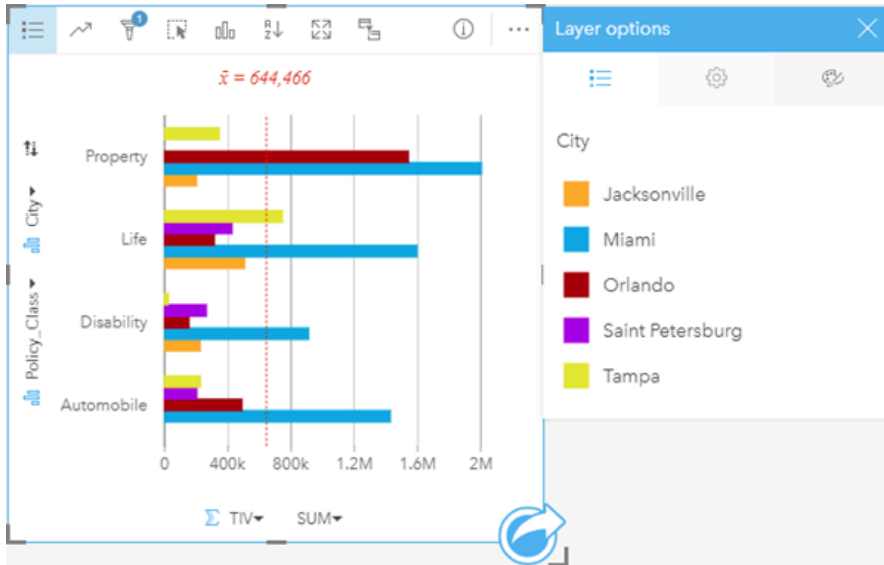 1
Layer options
x̄ = 644,466
City
Property
Jacksonville
City
Miami
Life
Orlando
Saint Petersburg
Disability
Policy_Class
Tampa
Automobile
0 400k 800k 1.2M 1.6M 2M
Σ TIV SUM